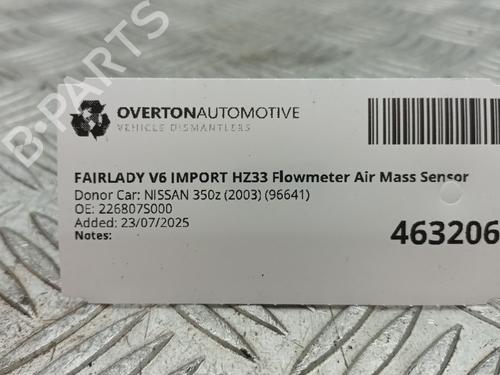 B-PARTS
OVERTONAUTOMOTIVE
VEHICLE DISMANTLERS
FAIRLADY V6 IMPORT HZ33 Flowmeter Air Mass Sensor
Donor Car: NISSAN 350z (2003) (96641)
OE: 226807S000
Added: 23/07/2025
Notes:
463206